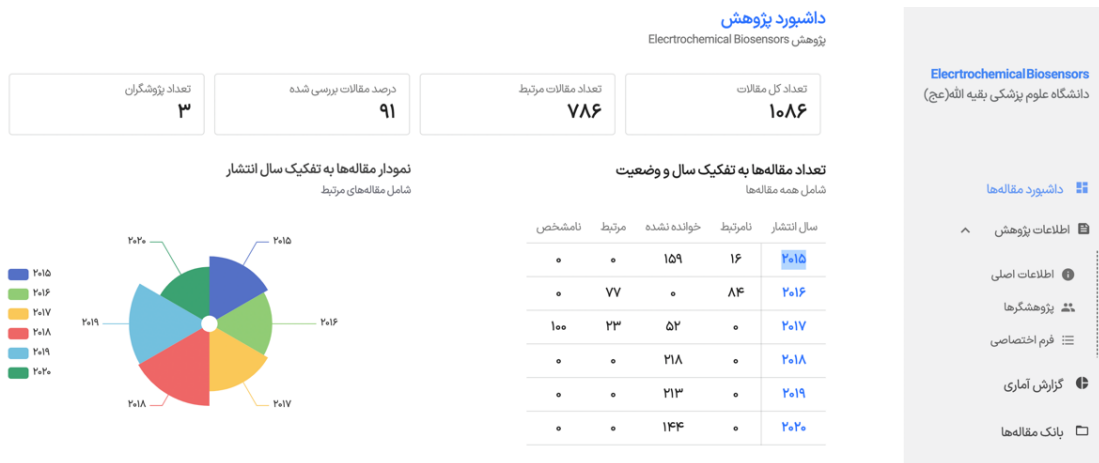 داشبورد پژوهش
پژوهش Elecrtrochemical Biosensors
تعداد کل مقالات
۱۰۸۶
تعداد مقالات مرتبط
۷۸۶
درصد مقالات بررسی شده
۹۱
تعداد پژوشگران
۳
تعداد مقاله‌ها به تفکیک سال و وضعیت
شامل همه مقاله‌ها
سال انتشار نامرتبط خوانده نشده مرتبط نامشخص
۲۰۱۵ ۱۶ ۱۵۹ ۰ ۰
۲۰۱۶ ۸۴ ۰ ۷۷ ۰
۲۰۱۷ ۰ ۵۲ ۲۳ ۱۰۰
۲۰۱۸ ۰ ۲۱۸ ۰ ۰
۲۰۱۹ ۰ ۲۱۳ ۰ ۰
۲۰۲۰ ۰ ۱۴۴ ۰ ۰
نمودار مقاله‌ها به تفکیک سال انتشار
شامل مقاله‌های مرتبط
۲۰۱۵
۲۰۱۶
۲۰۱۷
۲۰۱۸
۲۰۱۹
۲۰۲۰
۲۰۱۵
۲۰۱۶
۲۰۱۷
۲۰۱۸
۲۰۱۹
۲۰۲۰
Elecrtrochemical Biosensors
دانشگاه علوم پزشکی بقیه الله(عج)
داشبورد مقاله‌ها
اطلاعات پژوهش
اطلاعات اصلی
پژوهشگرها
فرم اختصاصی
گزارش آماری
بانک مقاله‌ها